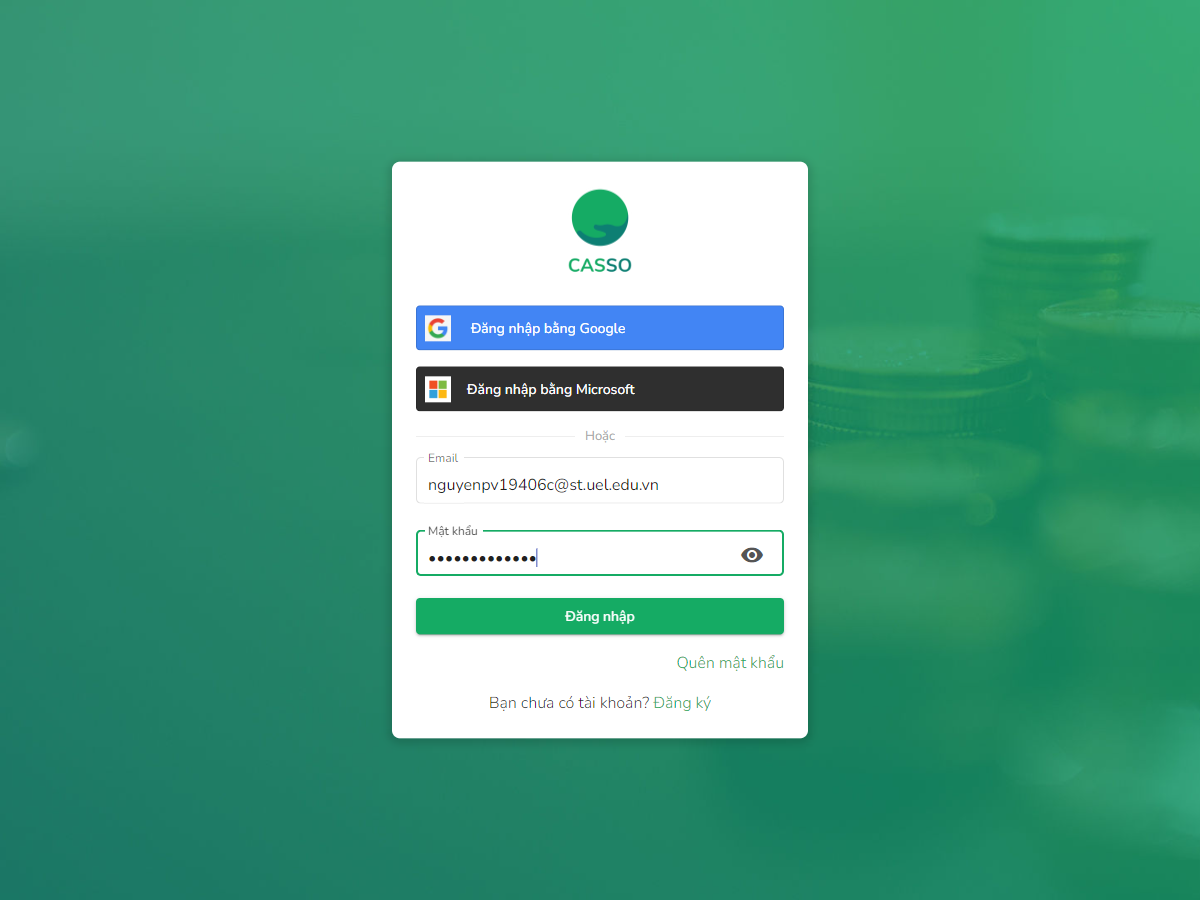 CASSO
Đăng nhập bằng Google
Đăng nhập bằng Microsoft
Hoặc
Email
nguyenpv19406c@st.uel.edu.vn
Mật khẩu
•••••••••••••
Đăng nhập
Quên mật khẩu
Bạn chưa có tài khoản? Đăng ký